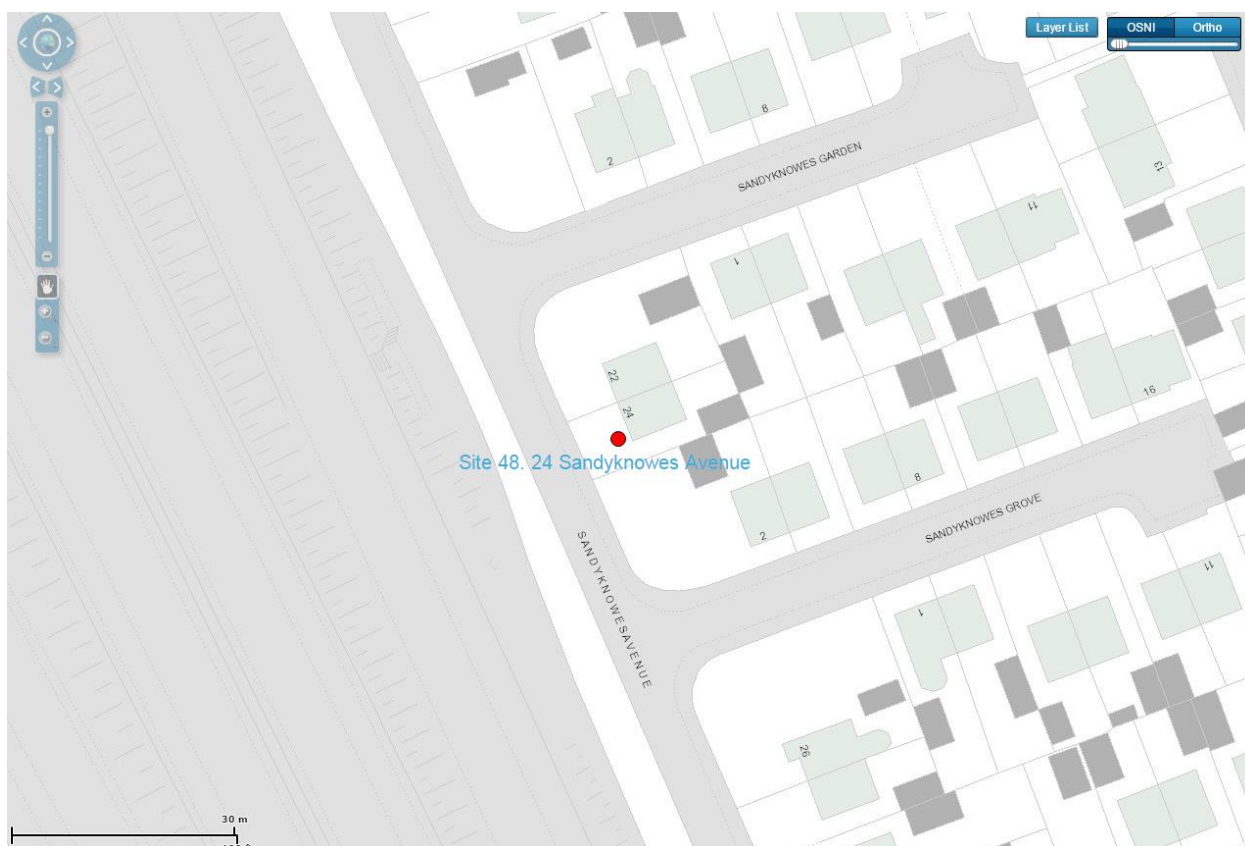 Layer List
OSNI
Ortho
8
2
SANDYKNOWES GARDEN
13
11
1
22
24
16
Site 48. 24 Sandyknowes Avenue
8
2
SANDYKNOWES GROVE
SANDYKNOWESAVENUE
11
1
26
30 m